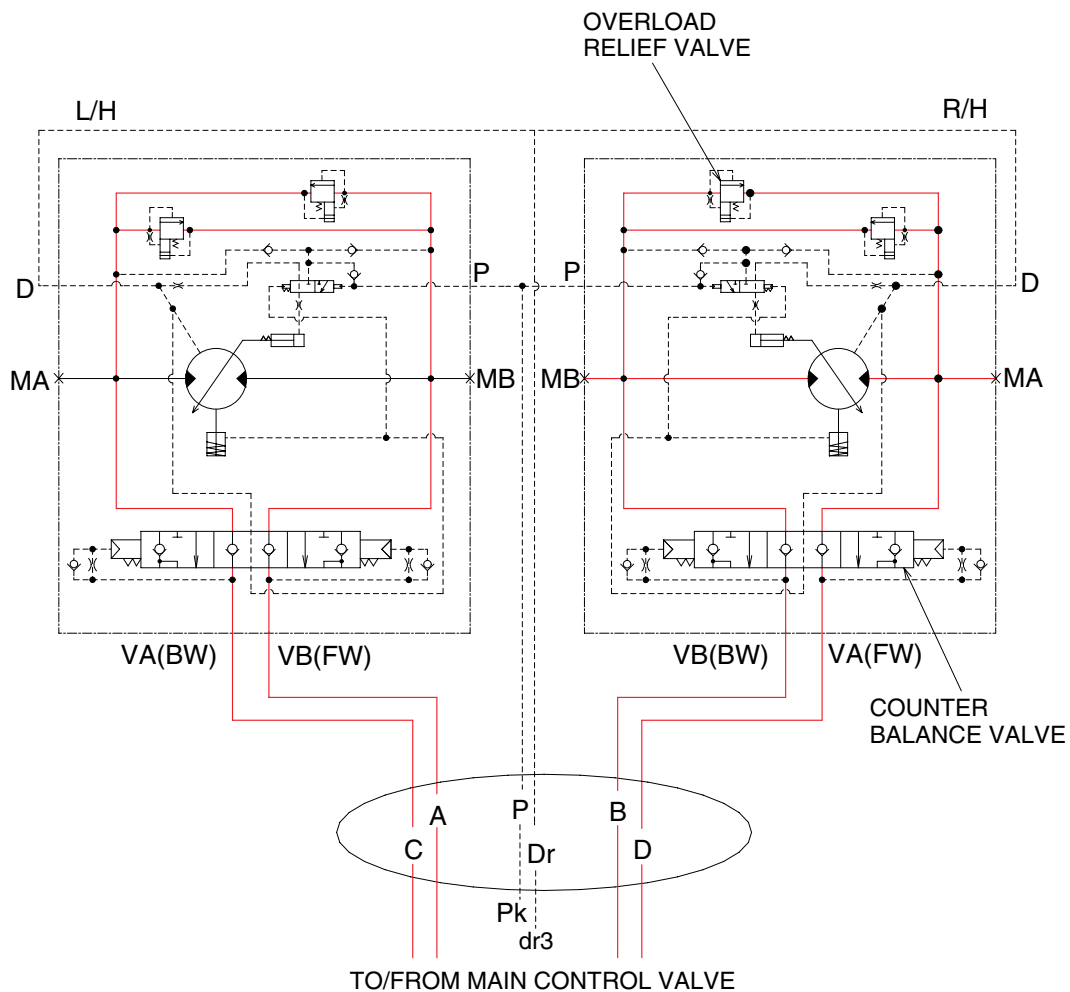 OVERLOAD
RELIEF VALVE
L/H
R/H
D
P
P
D
MA
MB
MB
MA
VA(BW)
VB(FW)
VB(BW)
VA(FW)
COUNTER
BALANCE VALVE
A
P
B
C
Dr
D
Pk
dr3
TO/FROM MAIN CONTROL VALVE